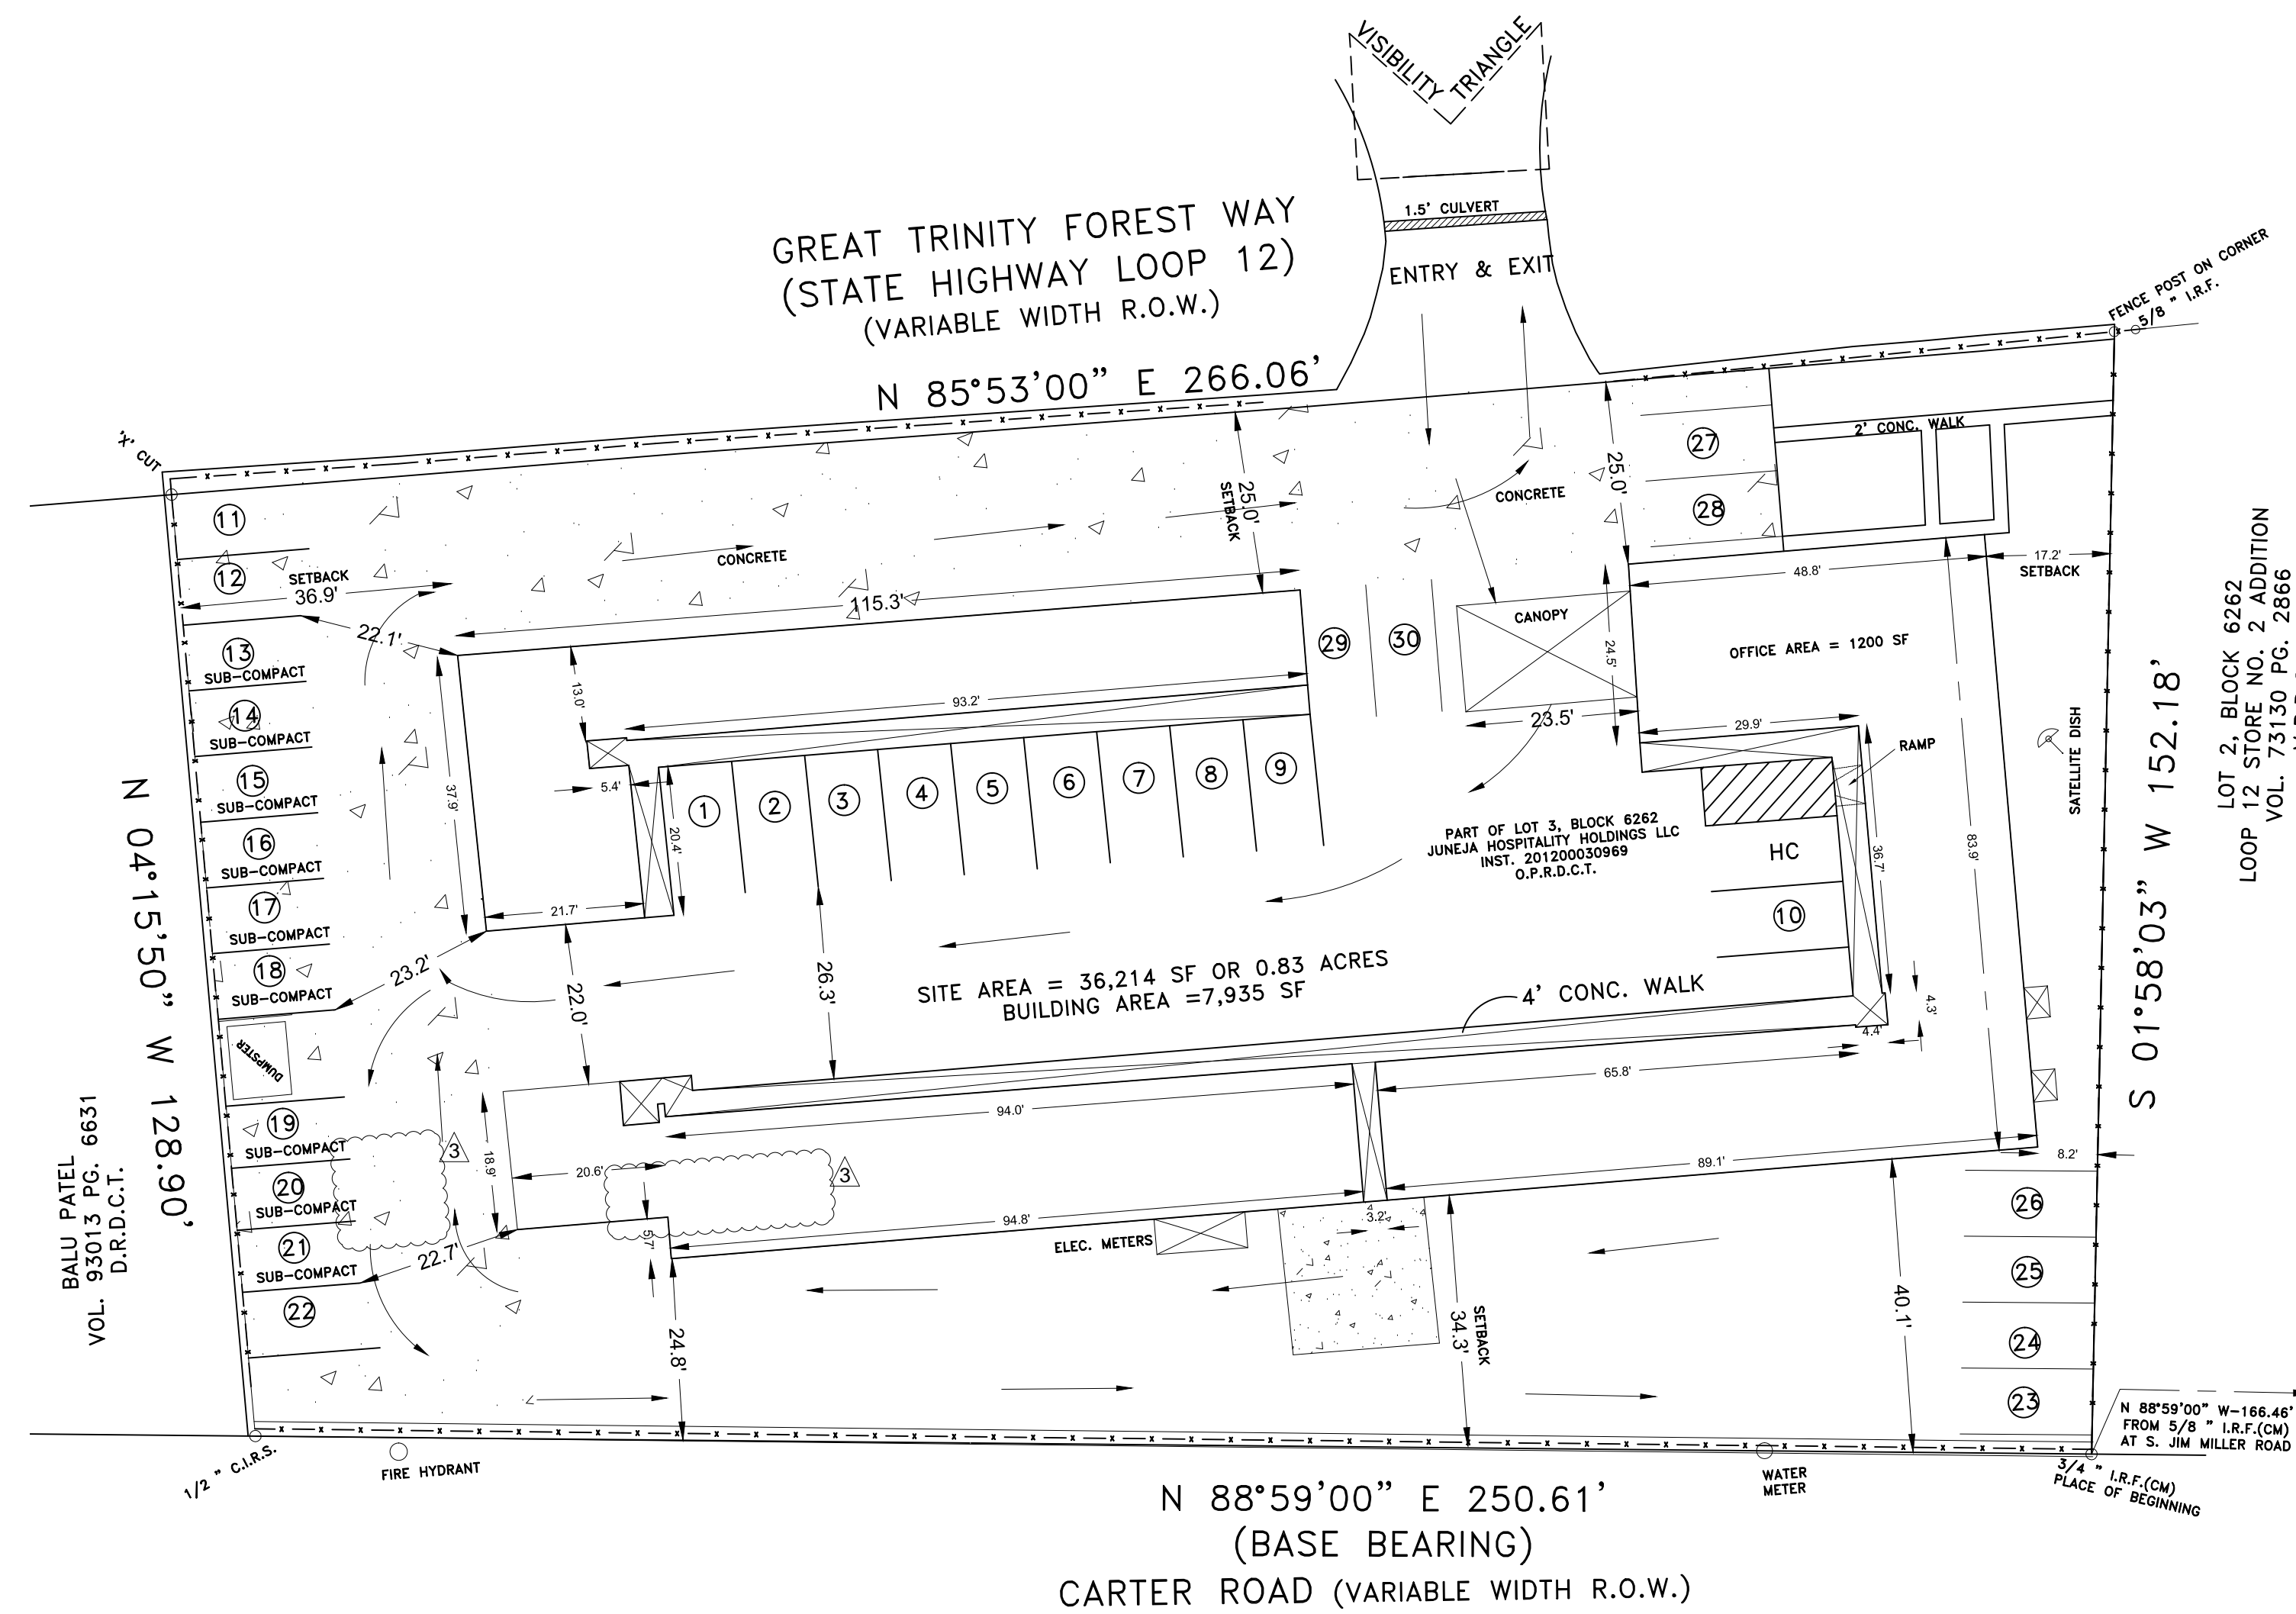 VISIBILITY
TRIANGLE
1.5' CULVERT
ENTRY & EXIT
GREAT TRINITY FOREST WAY
(STATE HIGHWAY LOOP 12)
(VARIABLE WIDTH R.O.W.)
N 85°53'00" E 266.06'
FENCE POST ON CORNER
5/8 " I.R.F.
'X' CUT
11
12
SETBACK
36.9'
22.1'
CONCRETE
115.3'
25.0'
SETBACK
CONCRETE
25.0'
27
28
2' CONC. WALK
17.2'
SETBACK
48.8'
OFFICE AREA = 1200 SF
CANOPY
24.5'
23.5'
29
30
29.9'
RAMP
SATELLITE DISH
13
SUB-COMPACT
14
SUB-COMPACT
15
SUB-COMPACT
16
SUB-COMPACT
17
SUB-COMPACT
18
SUB-COMPACT
DUMPSTER
19
SUB-COMPACT
20
SUB-COMPACT
21
SUB-COMPACT
22
13.0'
93.2'
5.4'
37.9'
20.4'
21.7'
1
2
3
4
5
6
7
8
9
PART OF LOT 3, BLOCK 6262
JUNEJA HOSPITALITY HOLDINGS LLC
INST. 201200030969
O.P.R.D.C.T.
HC
10
36.7'
83.9'
23.2'
22.0'
26.3'
SITE AREA = 36,214 SF OR 0.83 ACRES
BUILDING AREA =7,935 SF
4' CONC. WALK
4.3'
4.4'
65.8'
94.0'
18.9'
20.6'
3
3
22.7'
5.7'
94.8'
89.1'
8.2'
3.2'
ELEC. METERS
24.8'
34.3'
SETBACK
40.1'
26
25
24
23
N 04°15'50" W 128.90'
BALU PATEL
VOL. 93013 PG. 6631
D.R.D.C.T.
S 01°58'03" W 152.18'
LOT 2, BLOCK 6262
LOOP 12 STORE NO. 2 ADDITION
VOL. 73130 PG. 2866
N 88°59'00" W-166.46'
FROM 5/8 " I.R.F.(CM)
AT S. JIM MILLER ROAD
3/4 " I.R.F.(CM)
PLACE OF BEGINNING
1/2 " C.I.R.S.
FIRE HYDRANT
WATER
METER
N 88°59'00" E 250.61'
(BASE BEARING)
CARTER ROAD (VARIABLE WIDTH R.O.W.)